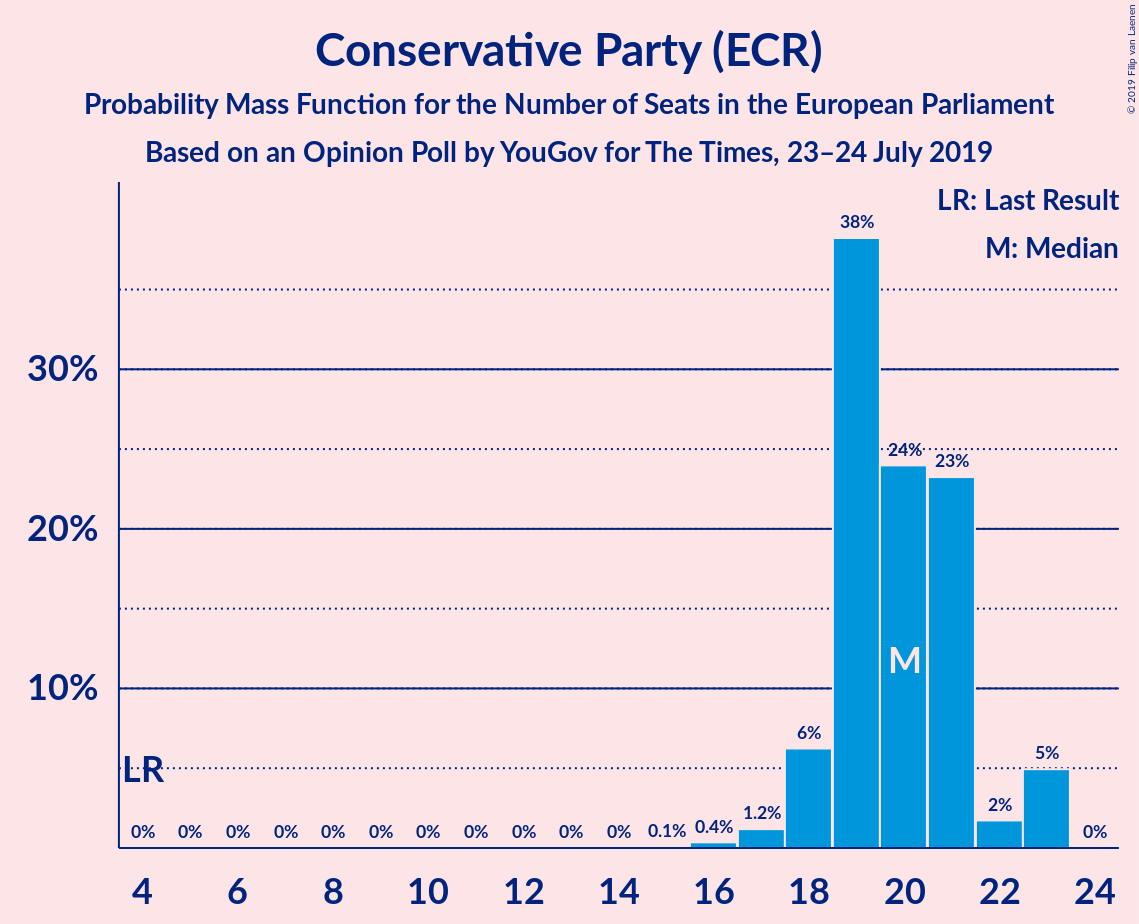 Conservative Party (ECR)
Probability Mass Function for the Number of Seats in the European Parliament
Based on an Opinion Poll by YouGov for The Times, 23–24 July 2019
© 2019 Filip van Laenen
LR: Last Result
M: Median
30%
20%
10%
LR
M
0%
0%
0%
0%
0%
0%
0%
0%
0%
0%
0%
0.1%
0.4%
1.2%
6%
38%
24%
23%
2%
5%
0%
4 6 8 10 12 14 16 18 20 22 24